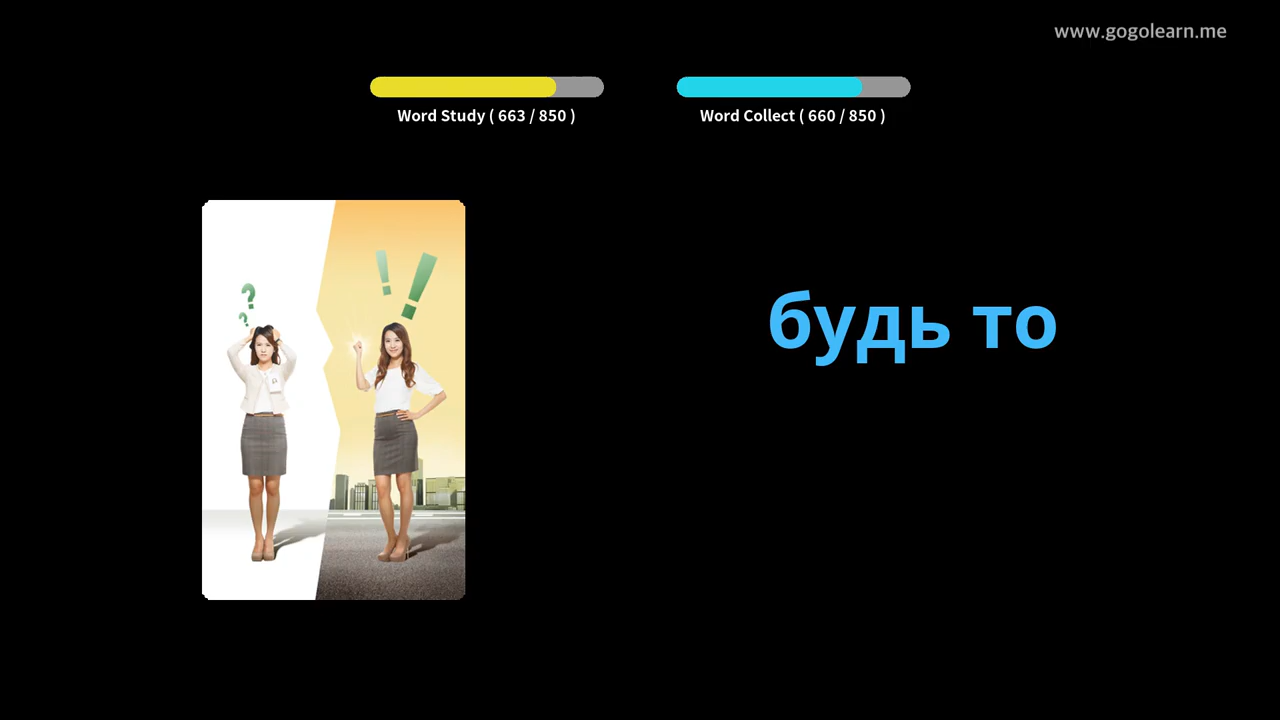 www.gogolearn.me
Word Study ( 663 / 850 )
Word Collect ( 660 / 850 )
? ?
! !
будь то